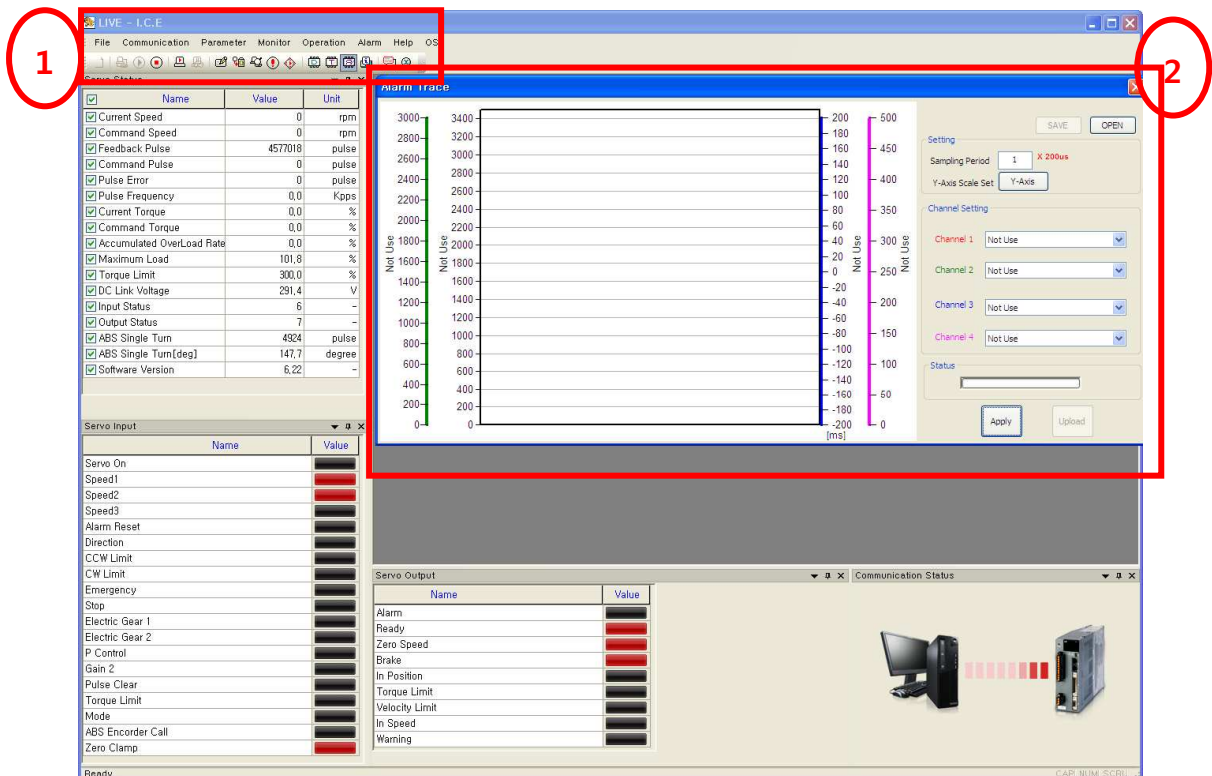 1
2
LIVE - I.C.E
File Communication Parameter Monitor Operation Alarm Help OS
Servo Status
Name Value Unit
Current Speed 0 rpm
Command Speed 0 rpm
Feedback Pulse 4577018 pulse
Command Pulse 0 pulse
Pulse Error 0 pulse
Pulse Frequency 0,0 Kpps
Current Torque 0,0 %
Command Torque 0,0 %
Accumulated OverLoad Rate 0,0 %
Maximum Load 101,8 %
Torque Limit 300,0 %
DC Link Voltage 291,4 V
Input Status 6 -
Output Status 7 -
ABS Single Turn 4924 pulse
ABS Single Turn[deg] 147,7 degree
Software Version 6,22 -
Servo Input
Name Value
Servo On
Speed1
Speed2
Speed3
Alarm Reset
Direction
CCW Limit
CW Limit
Emergency
Stop
Electric Gear 1
Electric Gear 2
P Control
Gain 2
Pulse Clear
Torque Limit
Mode
ABS Encorder Call
Zero Clamp
Alarm Trace
3000
2800
2600
2400
2200
2000
1800
1600
1400
1200
1000
800
600
400
200
0
Not Use
3400
3200
3000
2800
2600
2400
2200
2000
1800
1600
1400
1200
1000
800
600
400
200
0
Not Use
200
180
160
140
120
100
80
60
40
20
0
-20
-40
-60
-80
-100
-120
-140
-160
-180
-200
[ms]
Not Use
500
450
400
350
300
250
200
150
100
50
0
Not Use
SAVE OPEN
Setting
Sampling Period 1 X 200us
Y-Axis Scale Set Y-Axis
Channel Setting
Channel 1 Not Use
Channel 2 Not Use
Channel 3 Not Use
Channel 4 Not Use
Status
Apply Upload
Servo Output
Name Value
Alarm
Ready
Zero Speed
Brake
In Position
Torque Limit
Velocity Limit
In Speed
Warning
Communication Status
Ready
CAP NUM SCRL